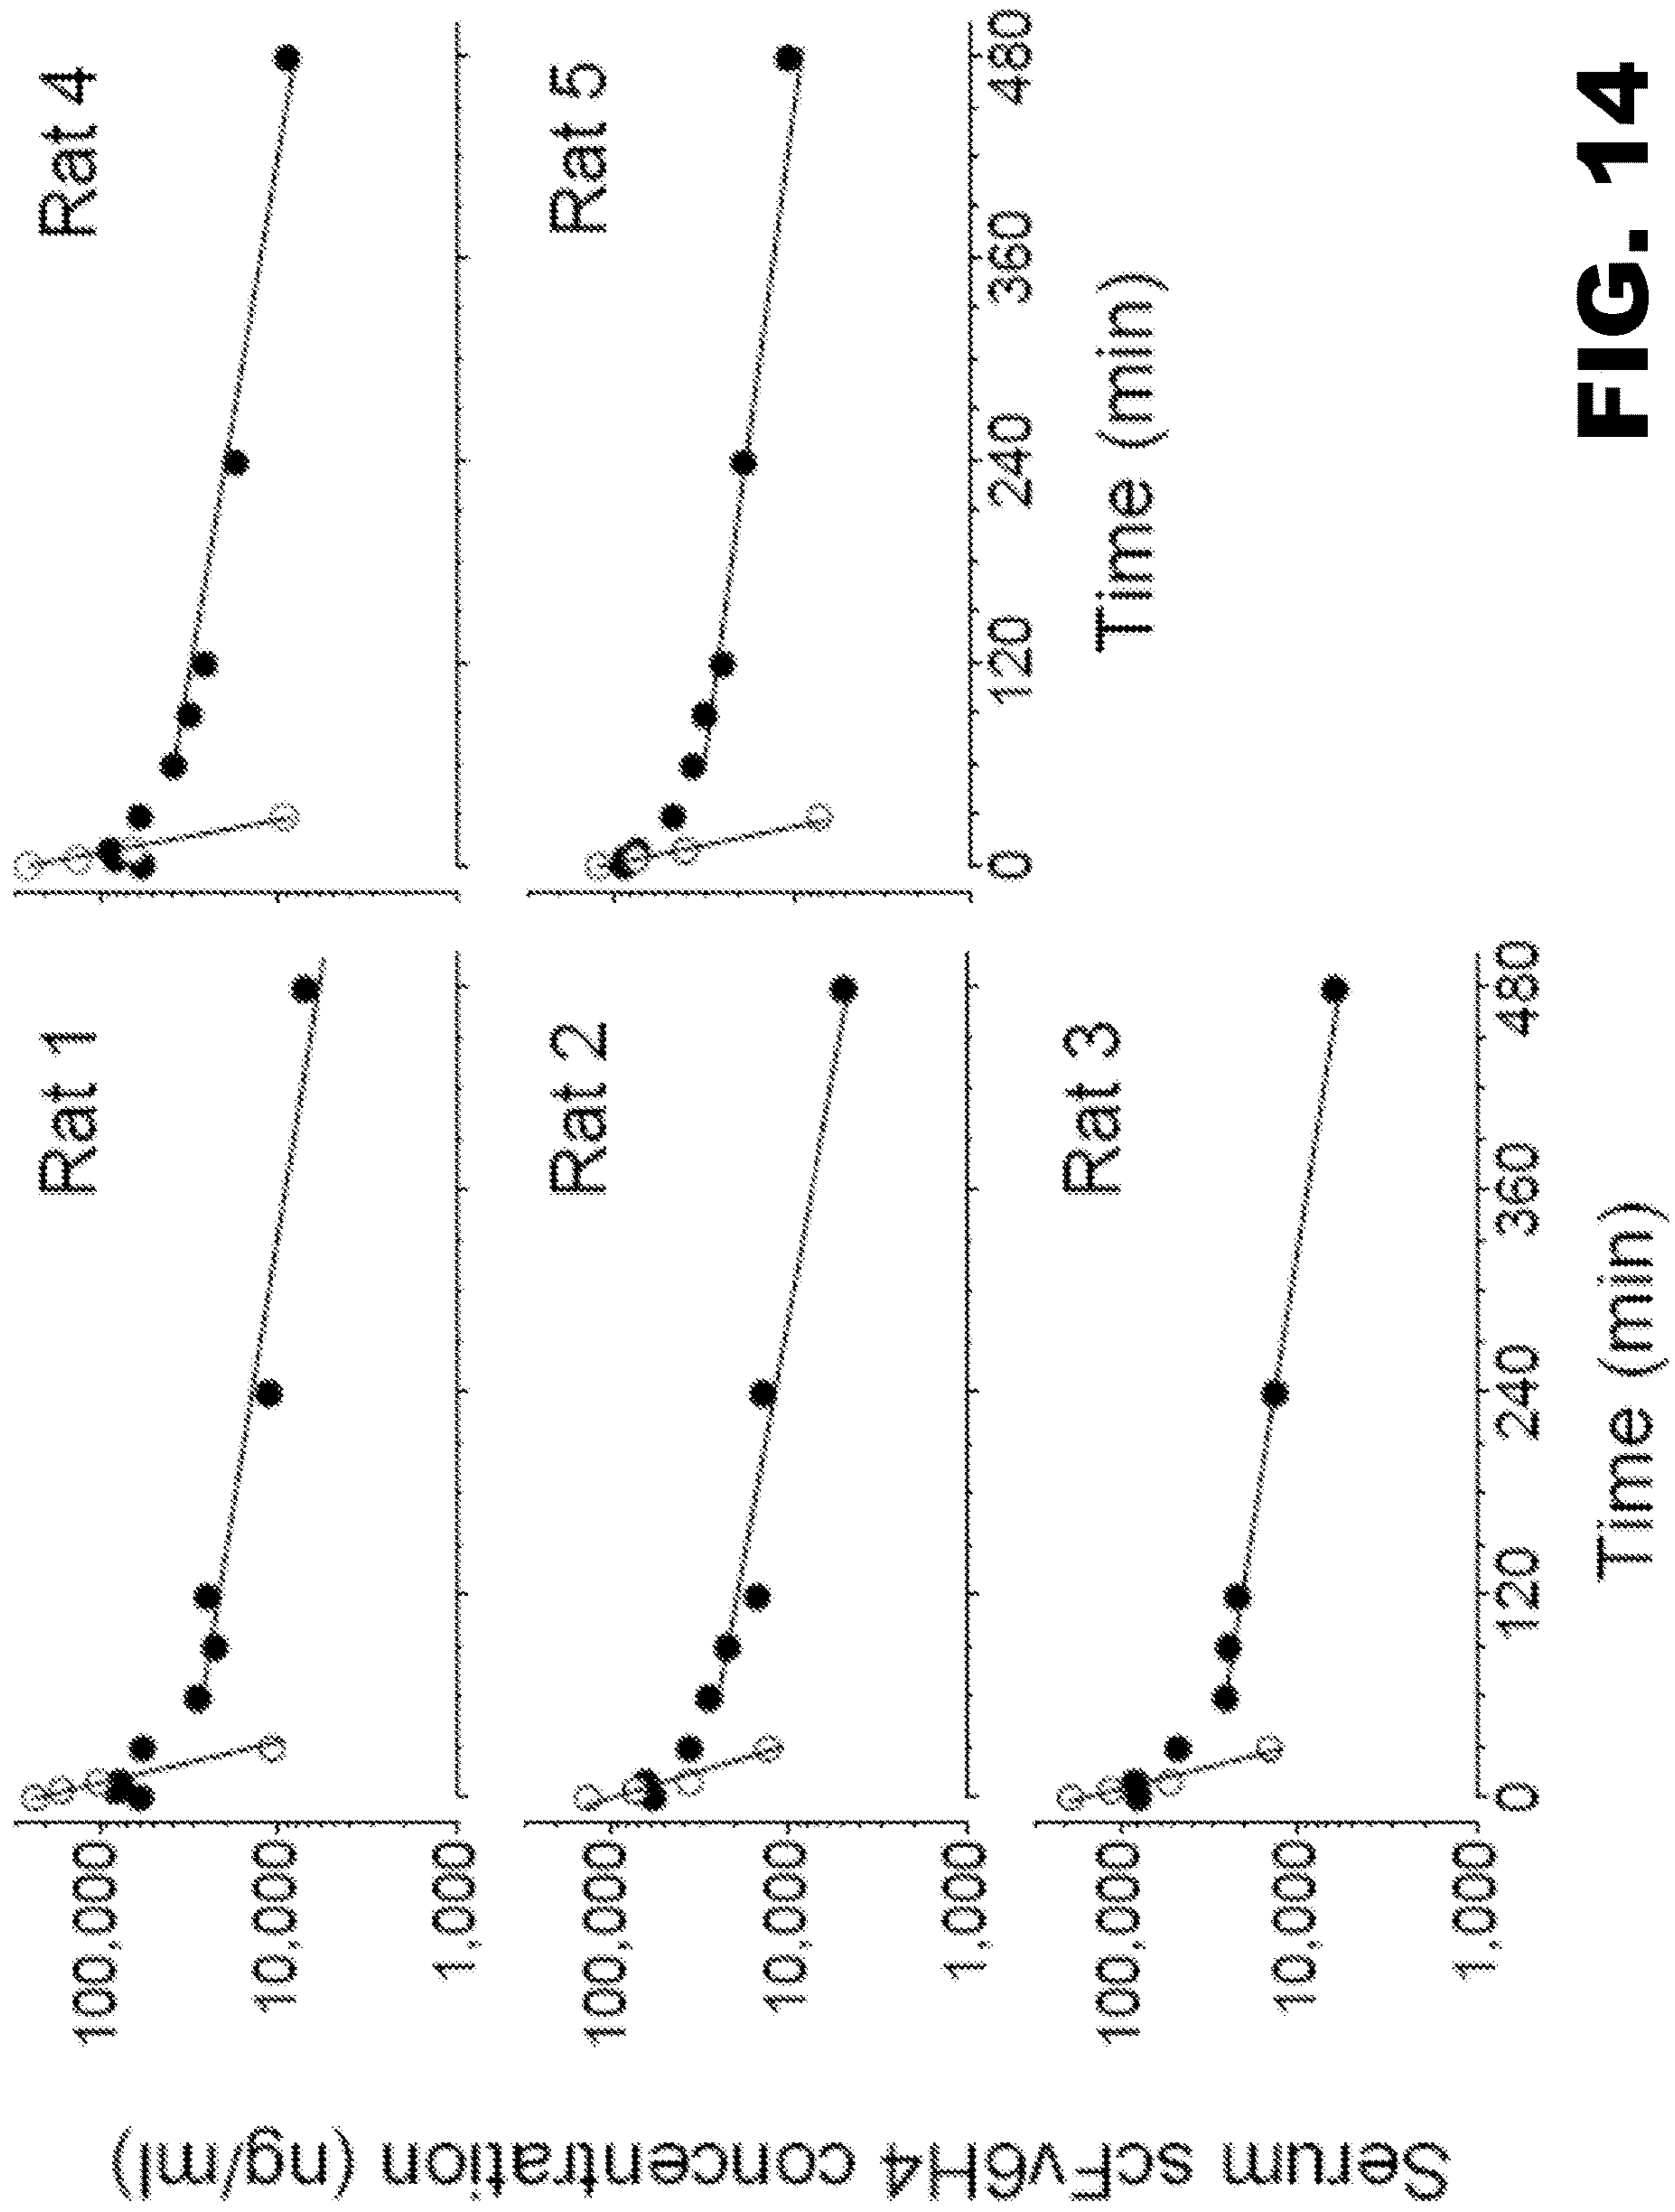 Serum scFv6H4 concentration (ng/ml)
Rat 1
100,000
10,000
1,000
Rat 2
100,000
10,000
1,000
Rat 3
100,000
10,000
1,000
0 120 240 360 480
Time (min)
Rat 4
Rat 5
0 120 240 360 480
Time (min)
FIG. 14